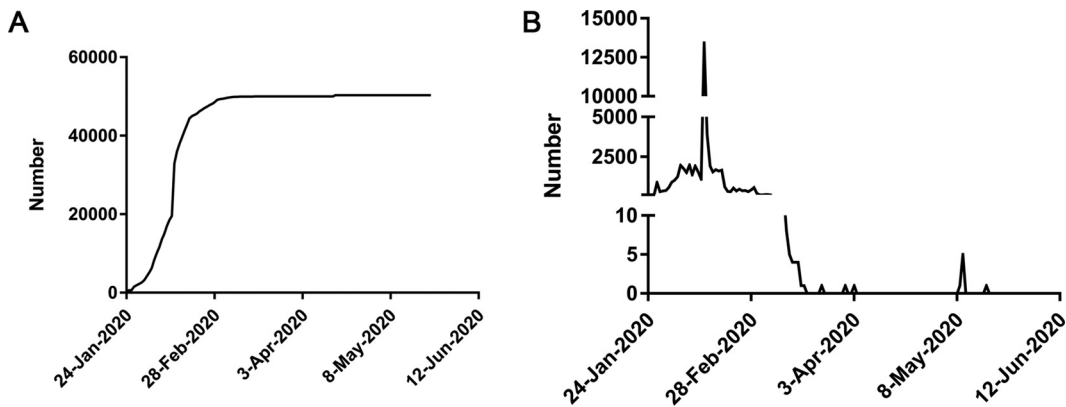 A
Number
60000
40000
20000
0
24-Jan-2020
28-Feb-2020
3-Apr-2020
8-May-2020
12-Jun-2020
B
Number
15000
12500
10000
5000
2500
10
5
0
24-Jan-2020
28-Feb-2020
3-Apr-2020
8-May-2020
12-Jun-2020